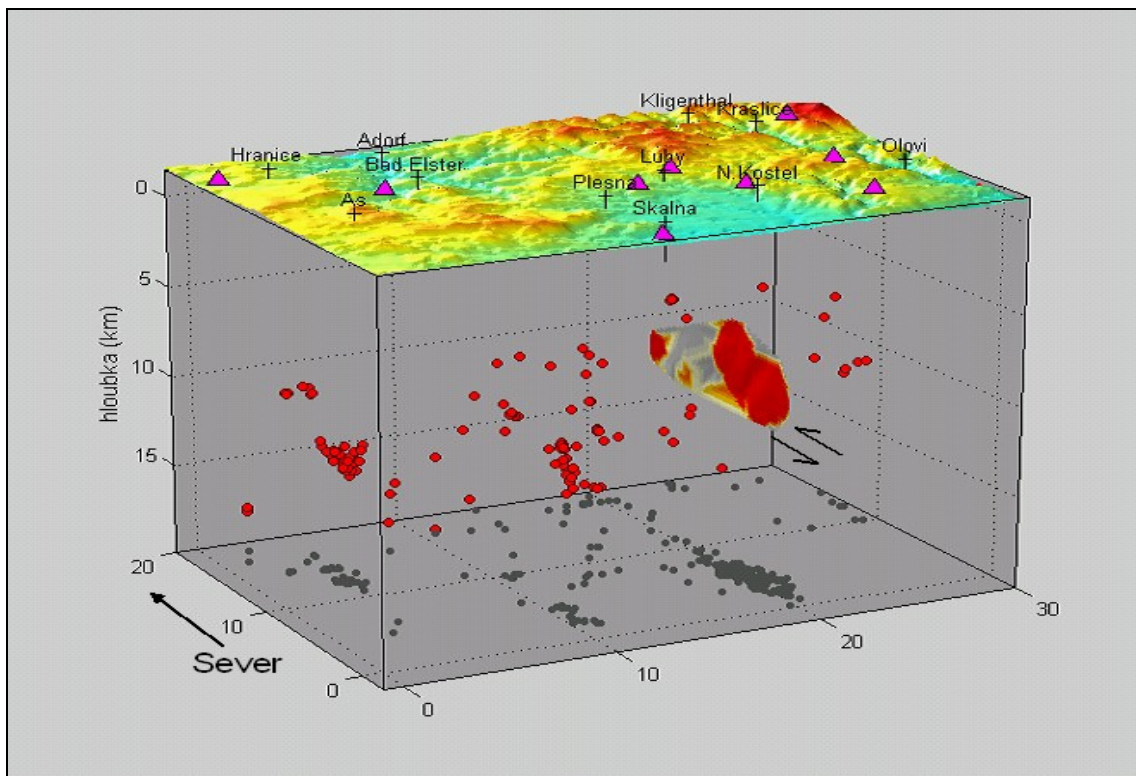 Kligenthal
Kraslice
Adorf
Olovi
Hranice
Luby
Bad.Elster
N.Kostel
Plesna
As
Skalna
0
5
10
15
20
hloubka (km)
10
0
Sever
0
10
20
30